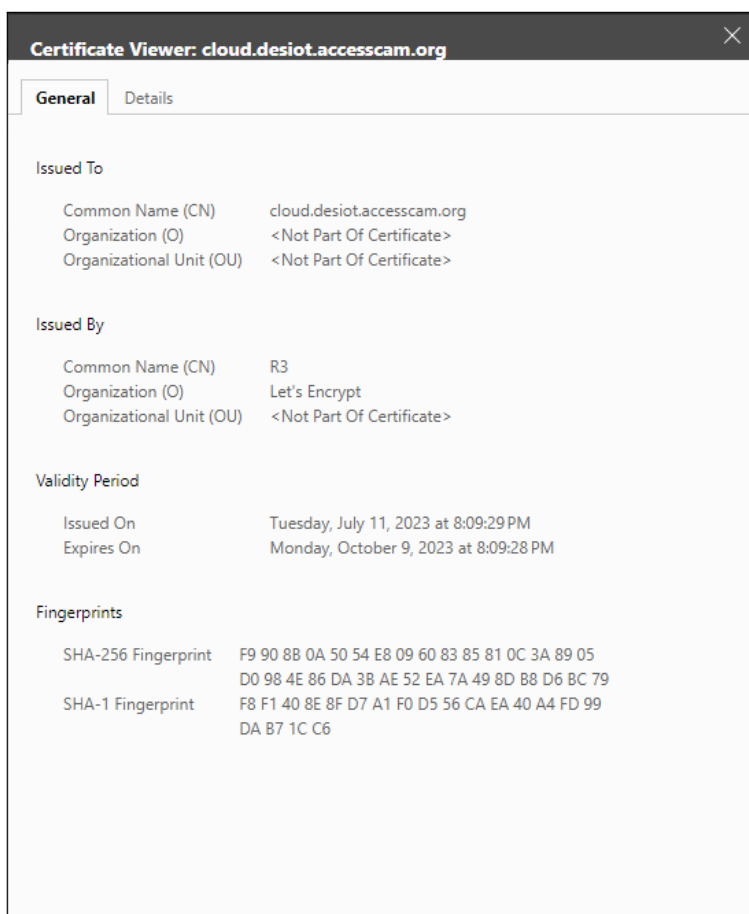 Certificate Viewer: cloud.desiot.accesscam.org
General Details
Issued To
Common Name (CN) cloud.desiot.accesscam.org
Organization (O) <Not Part Of Certificate>
Organizational Unit (OU) <Not Part Of Certificate>
Issued By
Common Name (CN) R3
Organization (O) Let's Encrypt
Organizational Unit (OU) <Not Part Of Certificate>
Validity Period
Issued On Tuesday, July 11, 2023 at 8:09:29 PM
Expires On Monday, October 9, 2023 at 8:09:28 PM
Fingerprints
SHA-256 Fingerprint F9 90 8B 0A 50 54 E8 09 60 83 85 81 0C 3A 89 05
D0 98 4E 86 DA 3B AE 52 EA 7A 49 8D B8 D6 BC 79
SHA-1 Fingerprint F8 F1 40 8E 8F D7 A1 F0 D5 56 CA EA 40 A4 FD 99
DA B7 1C C6